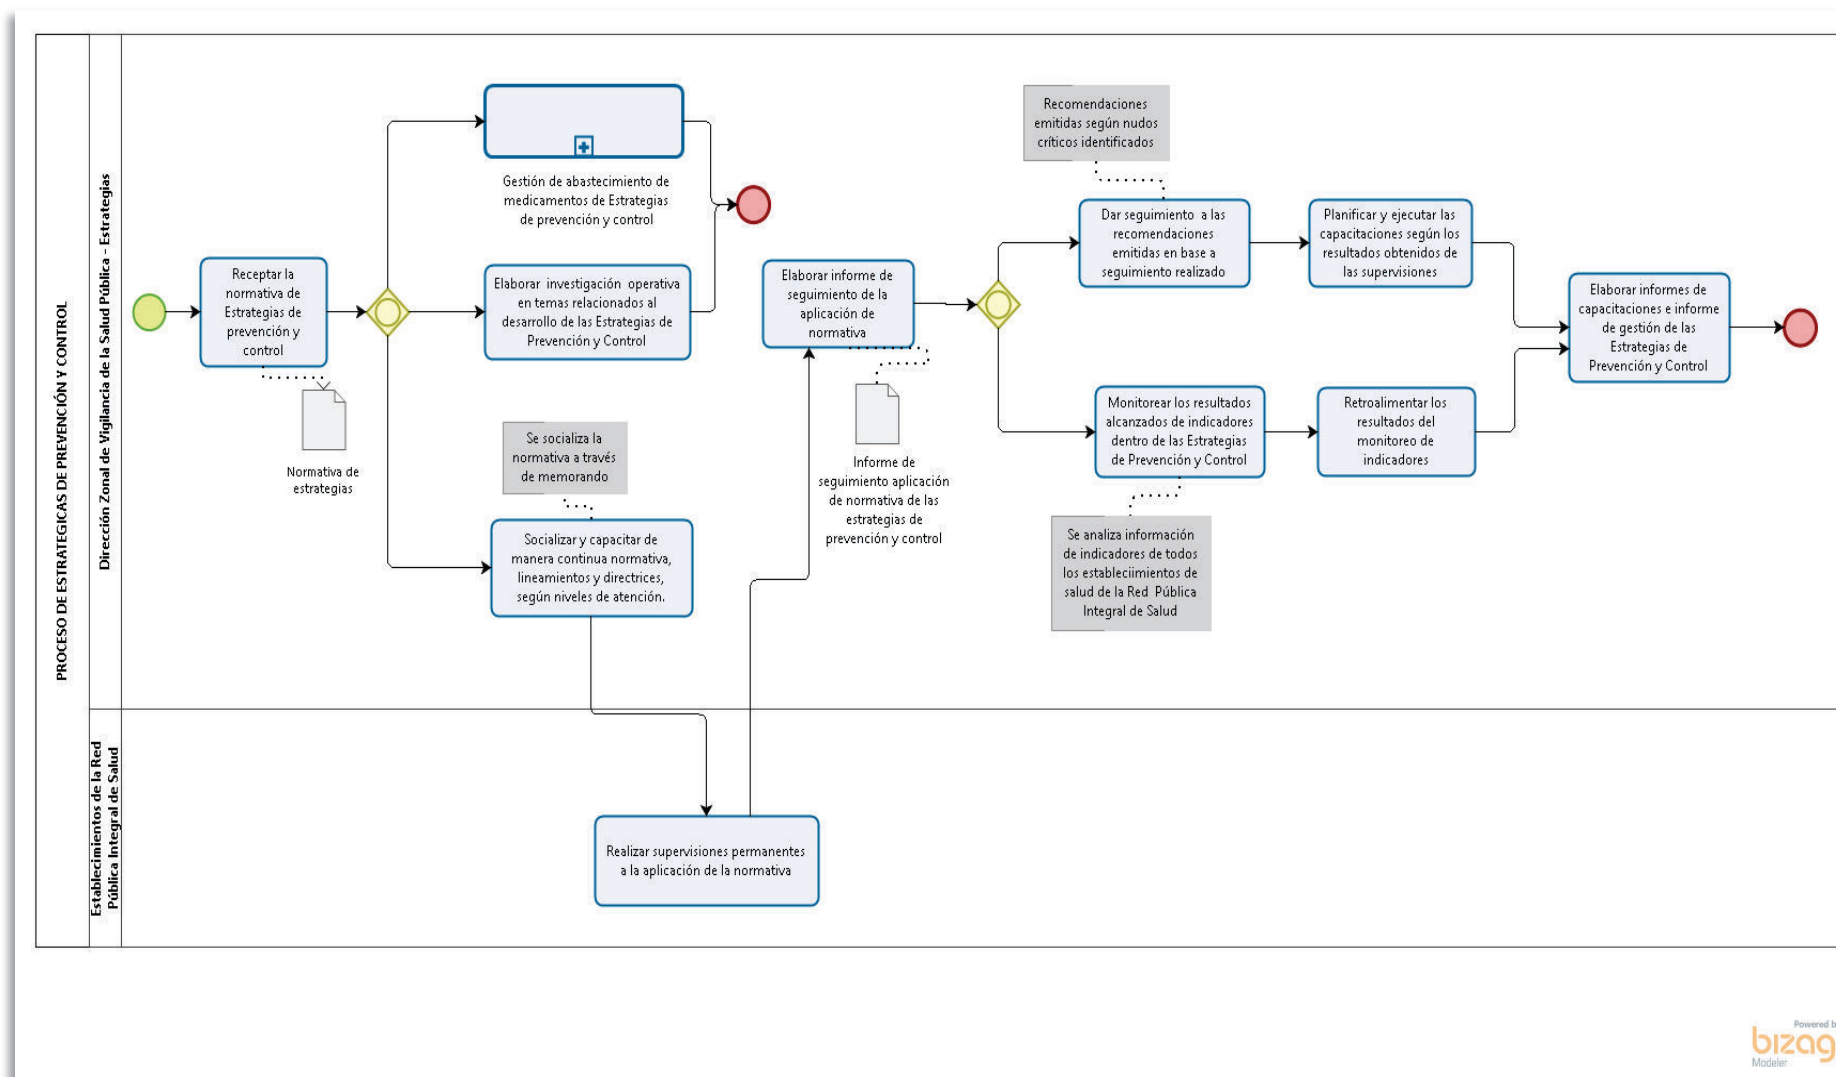 PROCESO DE ESTRATEGICAS DE PREVENCIÓN Y CONTROL
Dirección Zonal de Vigilancia de la Salud Pública - Estrategias
Receptar la
normativa de
Estrategias de
prevención y
control
Normativa de
estrategias
Gestión de abastecimiento de
medicamentos de Estrategias
de prevención y control
Elaborar investigación operativa
en temas relacionados al
desarrollo de las Estrategias de
Prevención y Control
Se socializa la
normativa a través
de memorando
Socializar y capacitar de
manera continua normativa,
lineamientos y directrices,
según niveles de atención.
Elaborar informe de
seguimiento de la
aplicación de
normativa
Informe de
seguimiento aplicación
de normativa de las
estrategias de
prevención y control
Recomendaciones
emitidas según nudos
críticos identificados
Dar seguimiento a las
recomendaciones
emitidas en base a
seguimiento realizado
Planificar y ejecutar las
capacitaciones según los
resultados obtenidos de
las supervisiones
Monitorear los resultados
alcanzados de indicadores
dentro de las Estrategias
de Prevención y Control
Retroalimentar los
resultados del
monitoreo de
indicadores
Se analiza información
de indicadores de todos
los estableciimientos de
salud de la Red Pública
Integral de Salud
Elaborar informes de
capacitaciones e informe
de gestión de las
Estrategias de
Prevención y Control
Establecimientos de la Red
Pública Integral de Salud
Realizar supervisiones permanentes
a la aplicación de la normativa
Powered b
bizag
Modeler